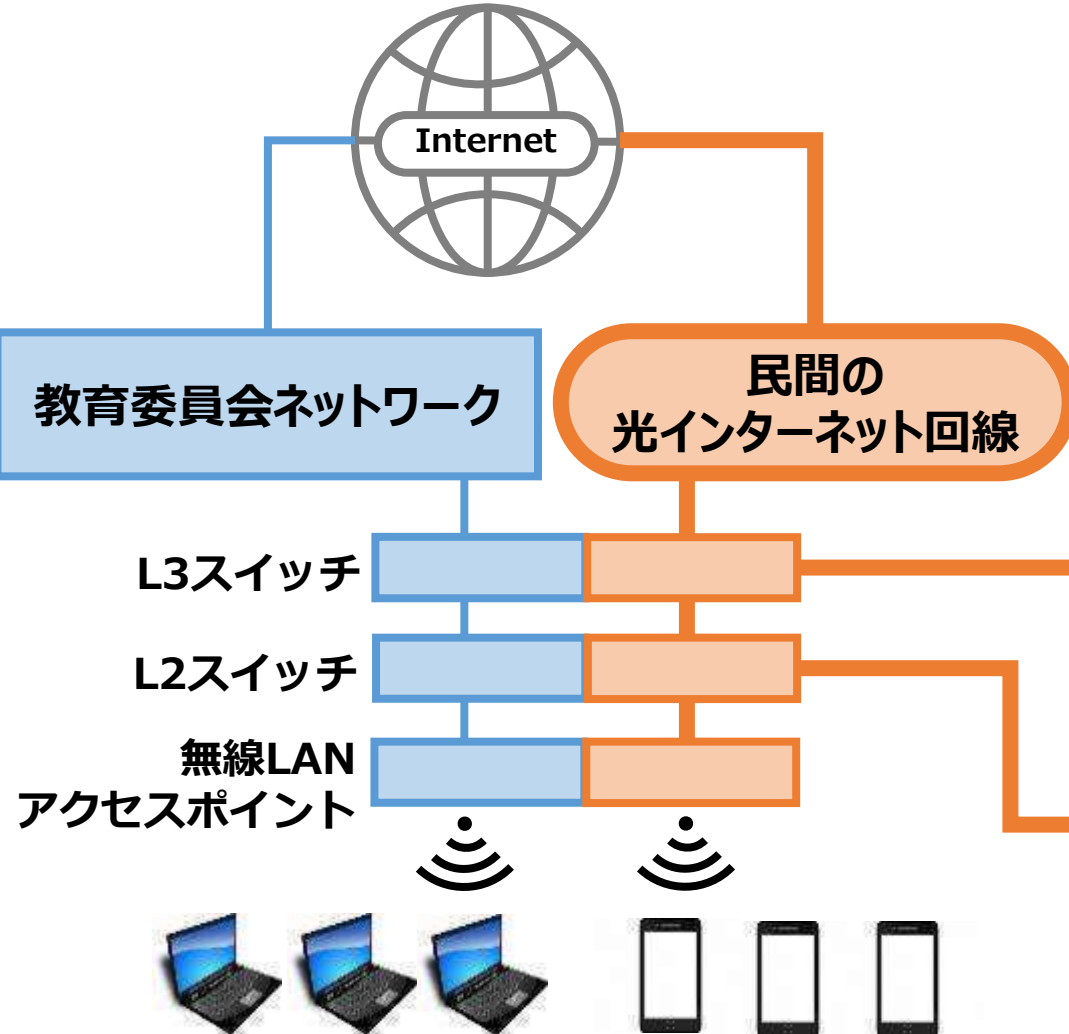 Internet
教育委員会ネットワーク
民間の
光インターネット回線
L3スイッチ
L2スイッチ
無線LAN
アクセスポイント